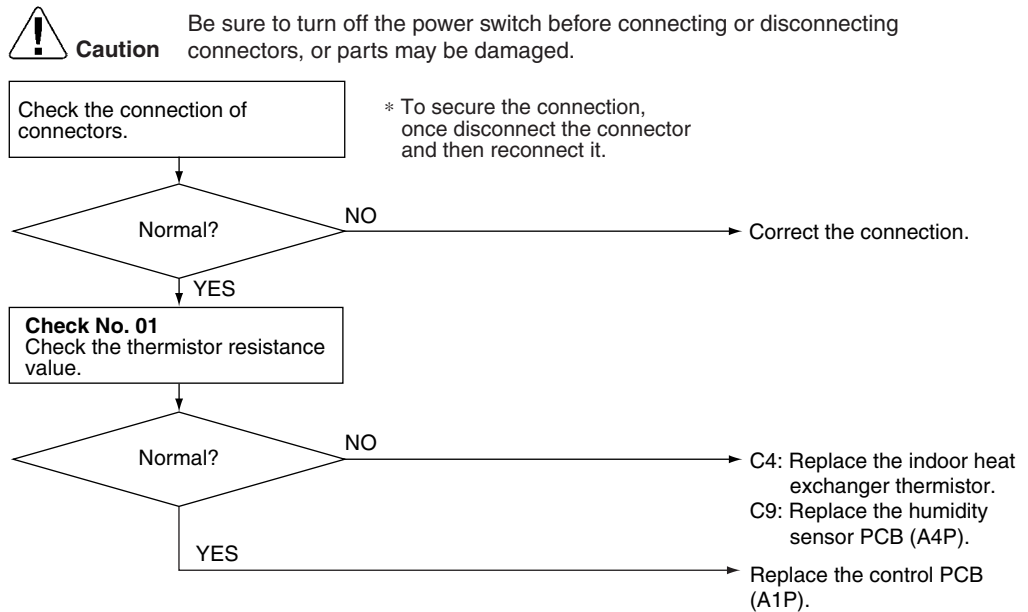 Caution
Be sure to turn off the power switch before connecting or disconnecting
connectors, or parts may be damaged.
Check the connection of
connectors.
* To secure the connection,
once disconnect the connector
and then reconnect it.
Normal?
NO
Correct the connection.
YES
Check No. 01
Check the thermistor resistance
value.
Normal?
NO
C4: Replace the indoor heat
exchanger thermistor.
C9: Replace the humidity
sensor PCB (A4P).
YES
Replace the control PCB
(A1P).